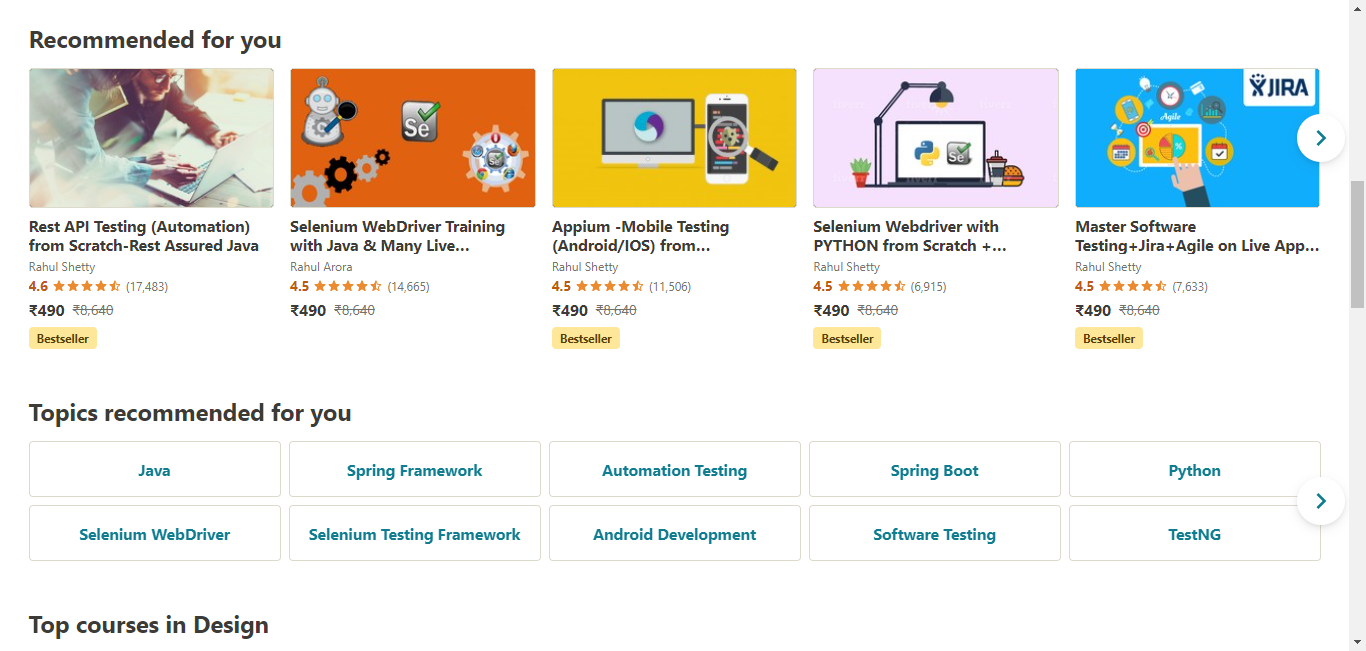 Recommended for you
JIRA
Agile
Se
Se
Se
Rest API Testing (Automation)
from Scratch-Rest Assured Java
Rahul Shetty
4.6 (17,483)
₹490 ₹8,640
Bestseller
Selenium WebDriver Training
with Java & Many Live...
Rahul Arora
4.5 (14,665)
₹490 ₹8,640
Appium -Mobile Testing
(Android/IOS) from...
Rahul Shetty
4.5 (11,506)
₹490 ₹8,640
Bestseller
Selenium Webdriver with
PYTHON from Scratch +...
Rahul Shetty
4.5 (6,915)
₹490 ₹8,640
Bestseller
Master Software
Testing+Jira+Agile on Live App...
Rahul Shetty
4.5 (7,633)
₹490 ₹8,640
Bestseller
Topics recommended for you
Java
Spring Framework
Automation Testing
Spring Boot
Python
Selenium WebDriver
Selenium Testing Framework
Android Development
Software Testing
TestNG
Top courses in Design